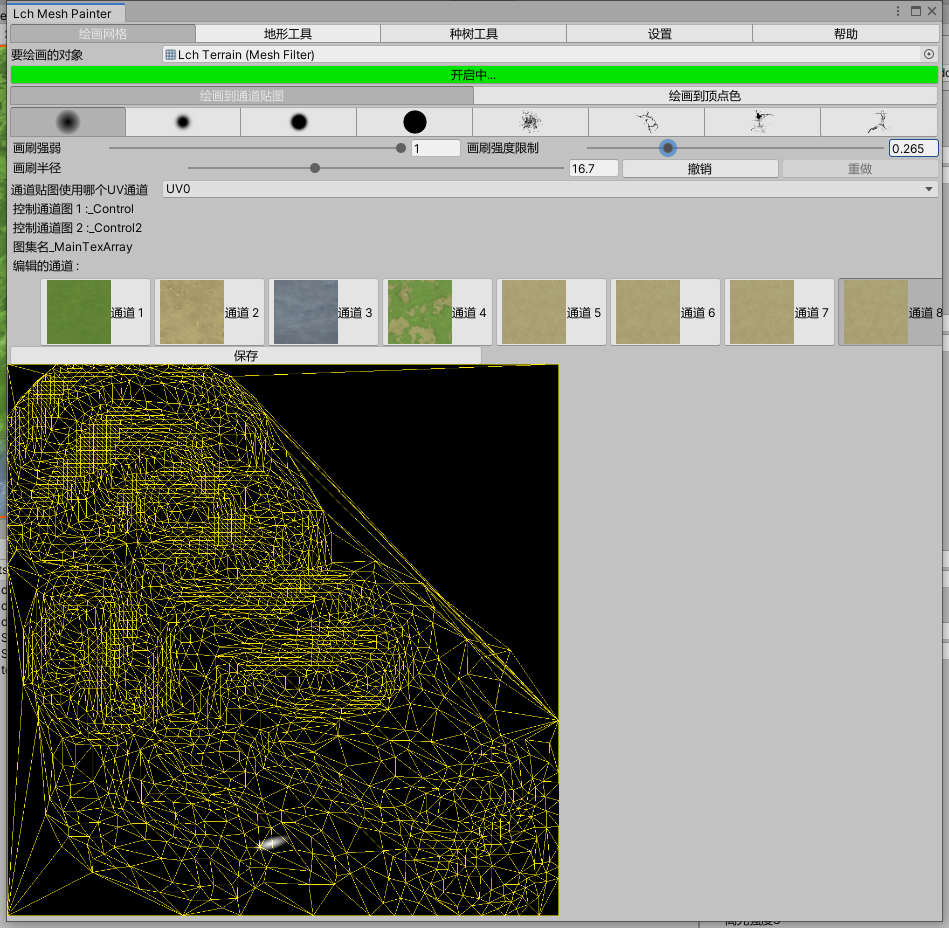 Lch Mesh Painter
绘画网格 地形工具 种树工具 设置 帮助
要绘画的对象 Lch Terrain (Mesh Filter)
开启中...
绘画到通道贴图 绘画到顶点色
画刷强弱 1 画刷强度限制 0.265
画刷半径 16.7 撤销 重做
通道贴图使用哪个UV通道 UV0
控制通道图 1 :_Control
控制通道图 2 :_Control2
图集名_MainTexArray
编辑的通道 :
通道 1 通道 2 通道 3 通道 4 通道 5 通道 6 通道 7 通道 8
保存